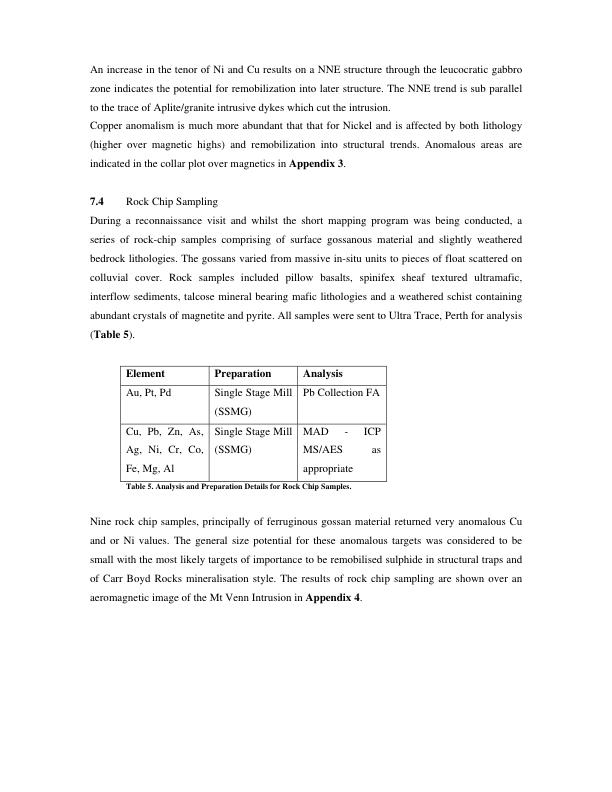 An increase in the tenor of Ni and Cu results on a NNE structure through the leucocratic gabbro
zone indicates the potential for remobilization into later structure. The NNE trend is sub parallel
to the trace of Aplite/granite intrusive dykes which cut the intrusion.
Copper anomalism is much more abundant that that for Nickel and is affected by both lithology
(higher over magnetic highs) and remobilization into structural trends. Anomalous areas are
indicated in the collar plot over magnetics in Appendix 3.
7.4 Rock Chip Sampling
During a reconnaissance visit and whilst the short mapping program was being conducted, a
series of rock-chip samples comprising of surface gossanous material and slightly weathered
bedrock lithologies. The gossans varied from massive in-situ units to pieces of float scattered on
colluvial cover. Rock samples included pillow basalts, spinifex sheaf textured ultramafic,
interflow sediments, talcose mineral bearing mafic lithologies and a weathered schist containing
abundant crystals of magnetite and pyrite. All samples were sent to Ultra Trace, Perth for analysis
(Table 5).
Element Preparation Analysis
Au, Pt, Pd Single Stage Mill Pb Collection FA
(SSMG)
Cu, Pb, Zn, As, Single Stage Mill MAD - ICP
Ag, Ni, Cr, Co, (SSMG) MS/AES as
Fe, Mg, Al appropriate
Table 5. Analysis and Preparation Details for Rock Chip Samples.
Nine rock chip samples, principally of ferruginous gossan material returned very anomalous Cu
and or Ni values. The general size potential for these anomalous targets was considered to be
small with the most likely targets of importance to be remobilised sulphide in structural traps and
of Carr Boyd Rocks mineralisation style. The results of rock chip sampling are shown over an
aeromagnetic image of the Mt Venn Intrusion in Appendix 4.